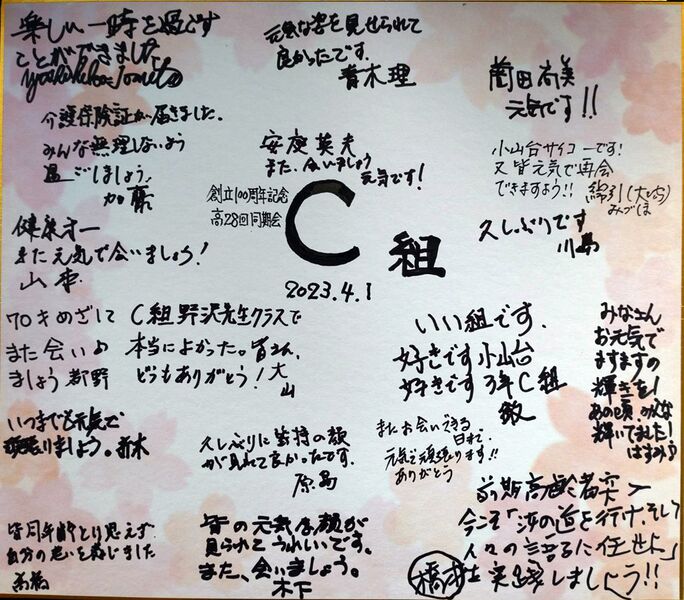 楽しい一時を過ごす
ことができました
元気な姿を見せられて
良かったです。
青木 理
薗田尚美
元気です!!
介護保険証が届きました。
みんな無理しないよう
過ごしましょう。
加藤
安庭英夫
また、会いましょう
元気です!
小山台サイコーです!
又皆元気で再会
できますよう!! 綿引(大〇)
みづほ
創立100周年記念
高28回同期会
C組
2023.4.1
久しぶりです
川島
健康オー
また元気で会いましょう!
山本
70才めざして
また会いま
しょう 都野
C組野沢先生クラスで
本当によかった。皆さん、
どうもありがとう! 大
山
いい組です.
好きです小山台
好きです3年C組
敏
みなさん
お元気で
ますますの
輝きを!
あの頃、みんな
輝いてました!
はすみ
いつまでも元気で
頑張りましょう。 前木
久しぶりに皆様の顔
が見れて良かったです.
原島
またお会いできる
日まで、
元気で頑張ります!!
ありがとう
皆同年齢とり思えず
自分の老いを感じました
高橋
皆の元気な顔が
見られてうれしいです。
また、会いましょう。
木下
前期高齢者突入
今こそ「汝の道を行け、そして
人々の語るに任せよ」
実践しましょう!!